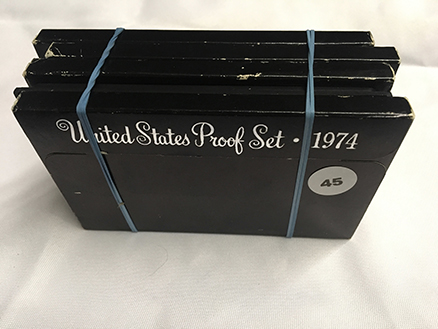 United States Proof Set · 1974
45